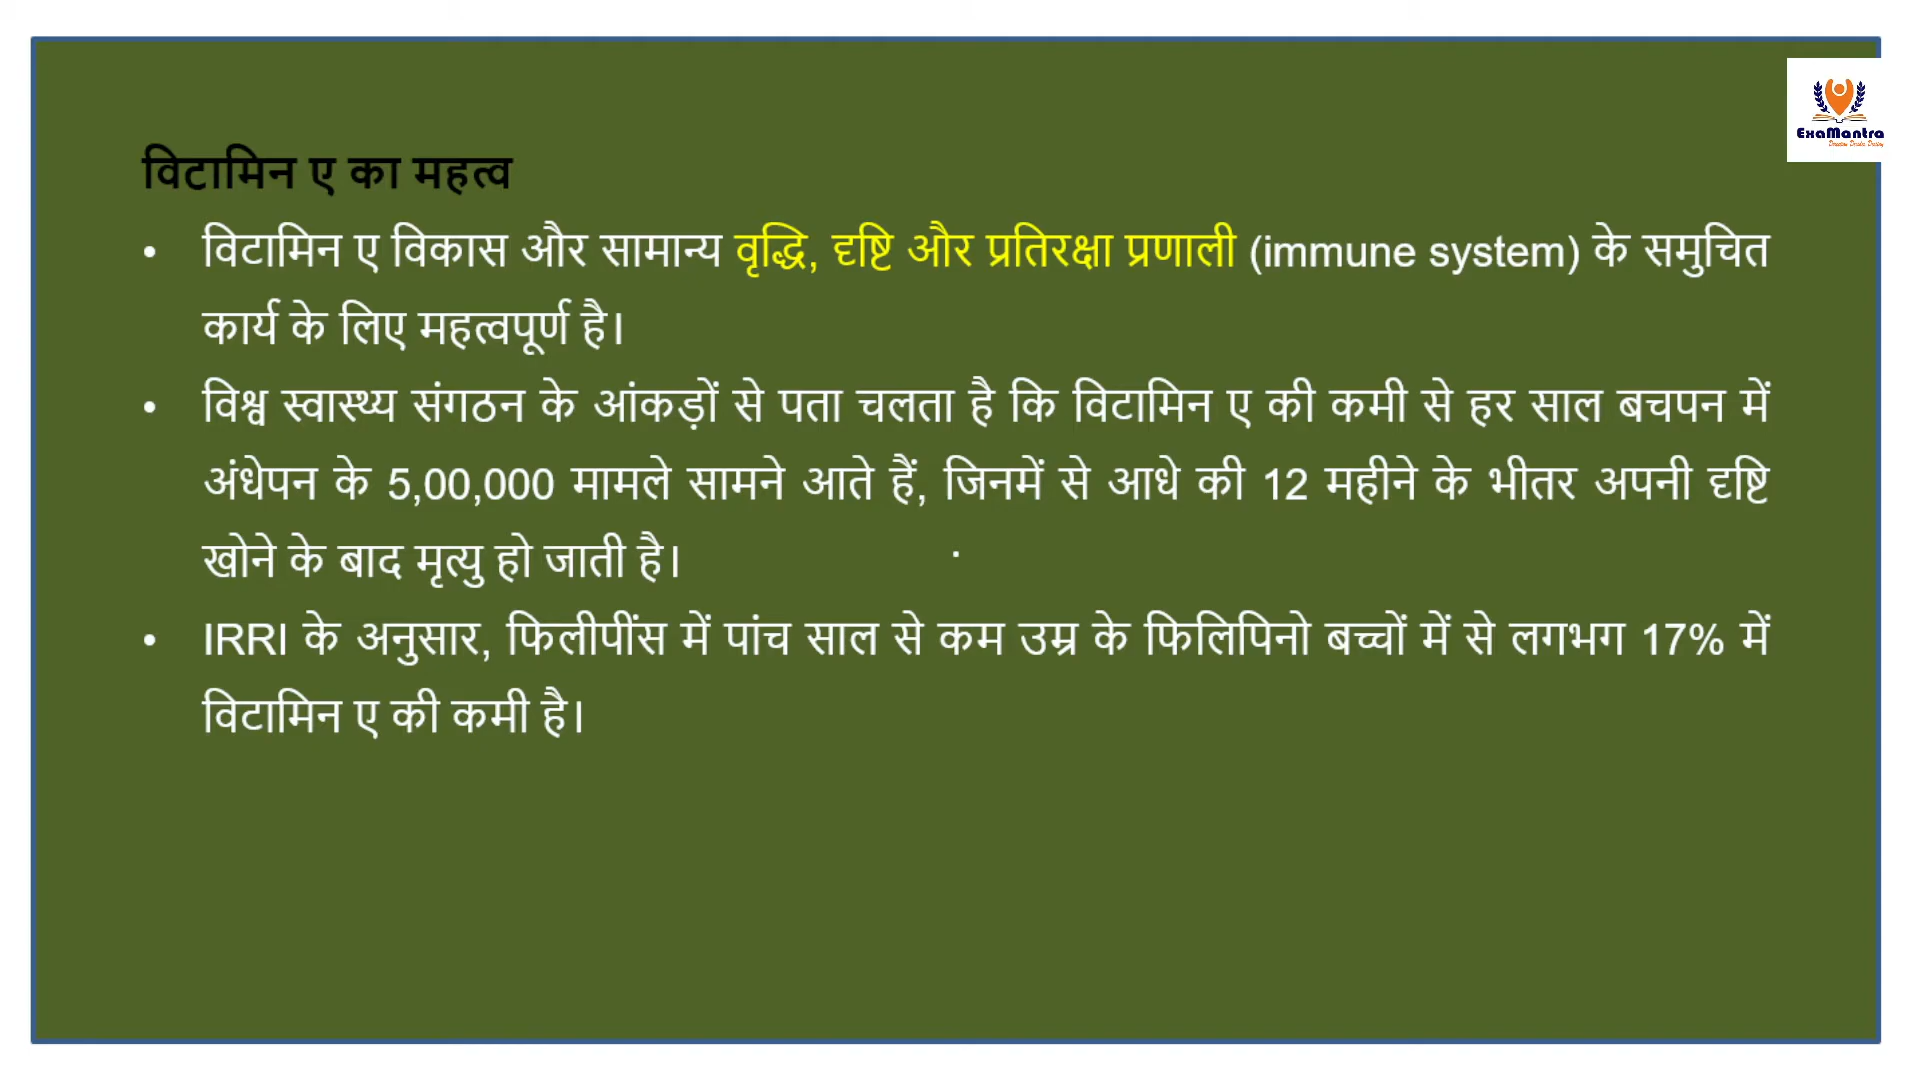 ExaMantra
विटामिन ए का महत्व
• विटामिन ए विकास और सामान्य वृद्धि, दृष्टि और प्रतिरक्षा प्रणाली (immune system) के समुचित
कार्य के लिए महत्वपूर्ण है।
• विश्व स्वास्थ्य संगठन के आंकड़ों से पता चलता है कि विटामिन ए की कमी से हर साल बचपन में
अंधेपन के 5,00,000 मामले सामने आते हैं, जिनमें से आधे की 12 महीने के भीतर अपनी दृष्टि
खोने के बाद मृत्यु हो जाती है।
• IRRI के अनुसार, फिलीपींस में पांच साल से कम उम्र के फिलिपिनो बच्चों में से लगभग 17% में
विटामिन ए की कमी है।